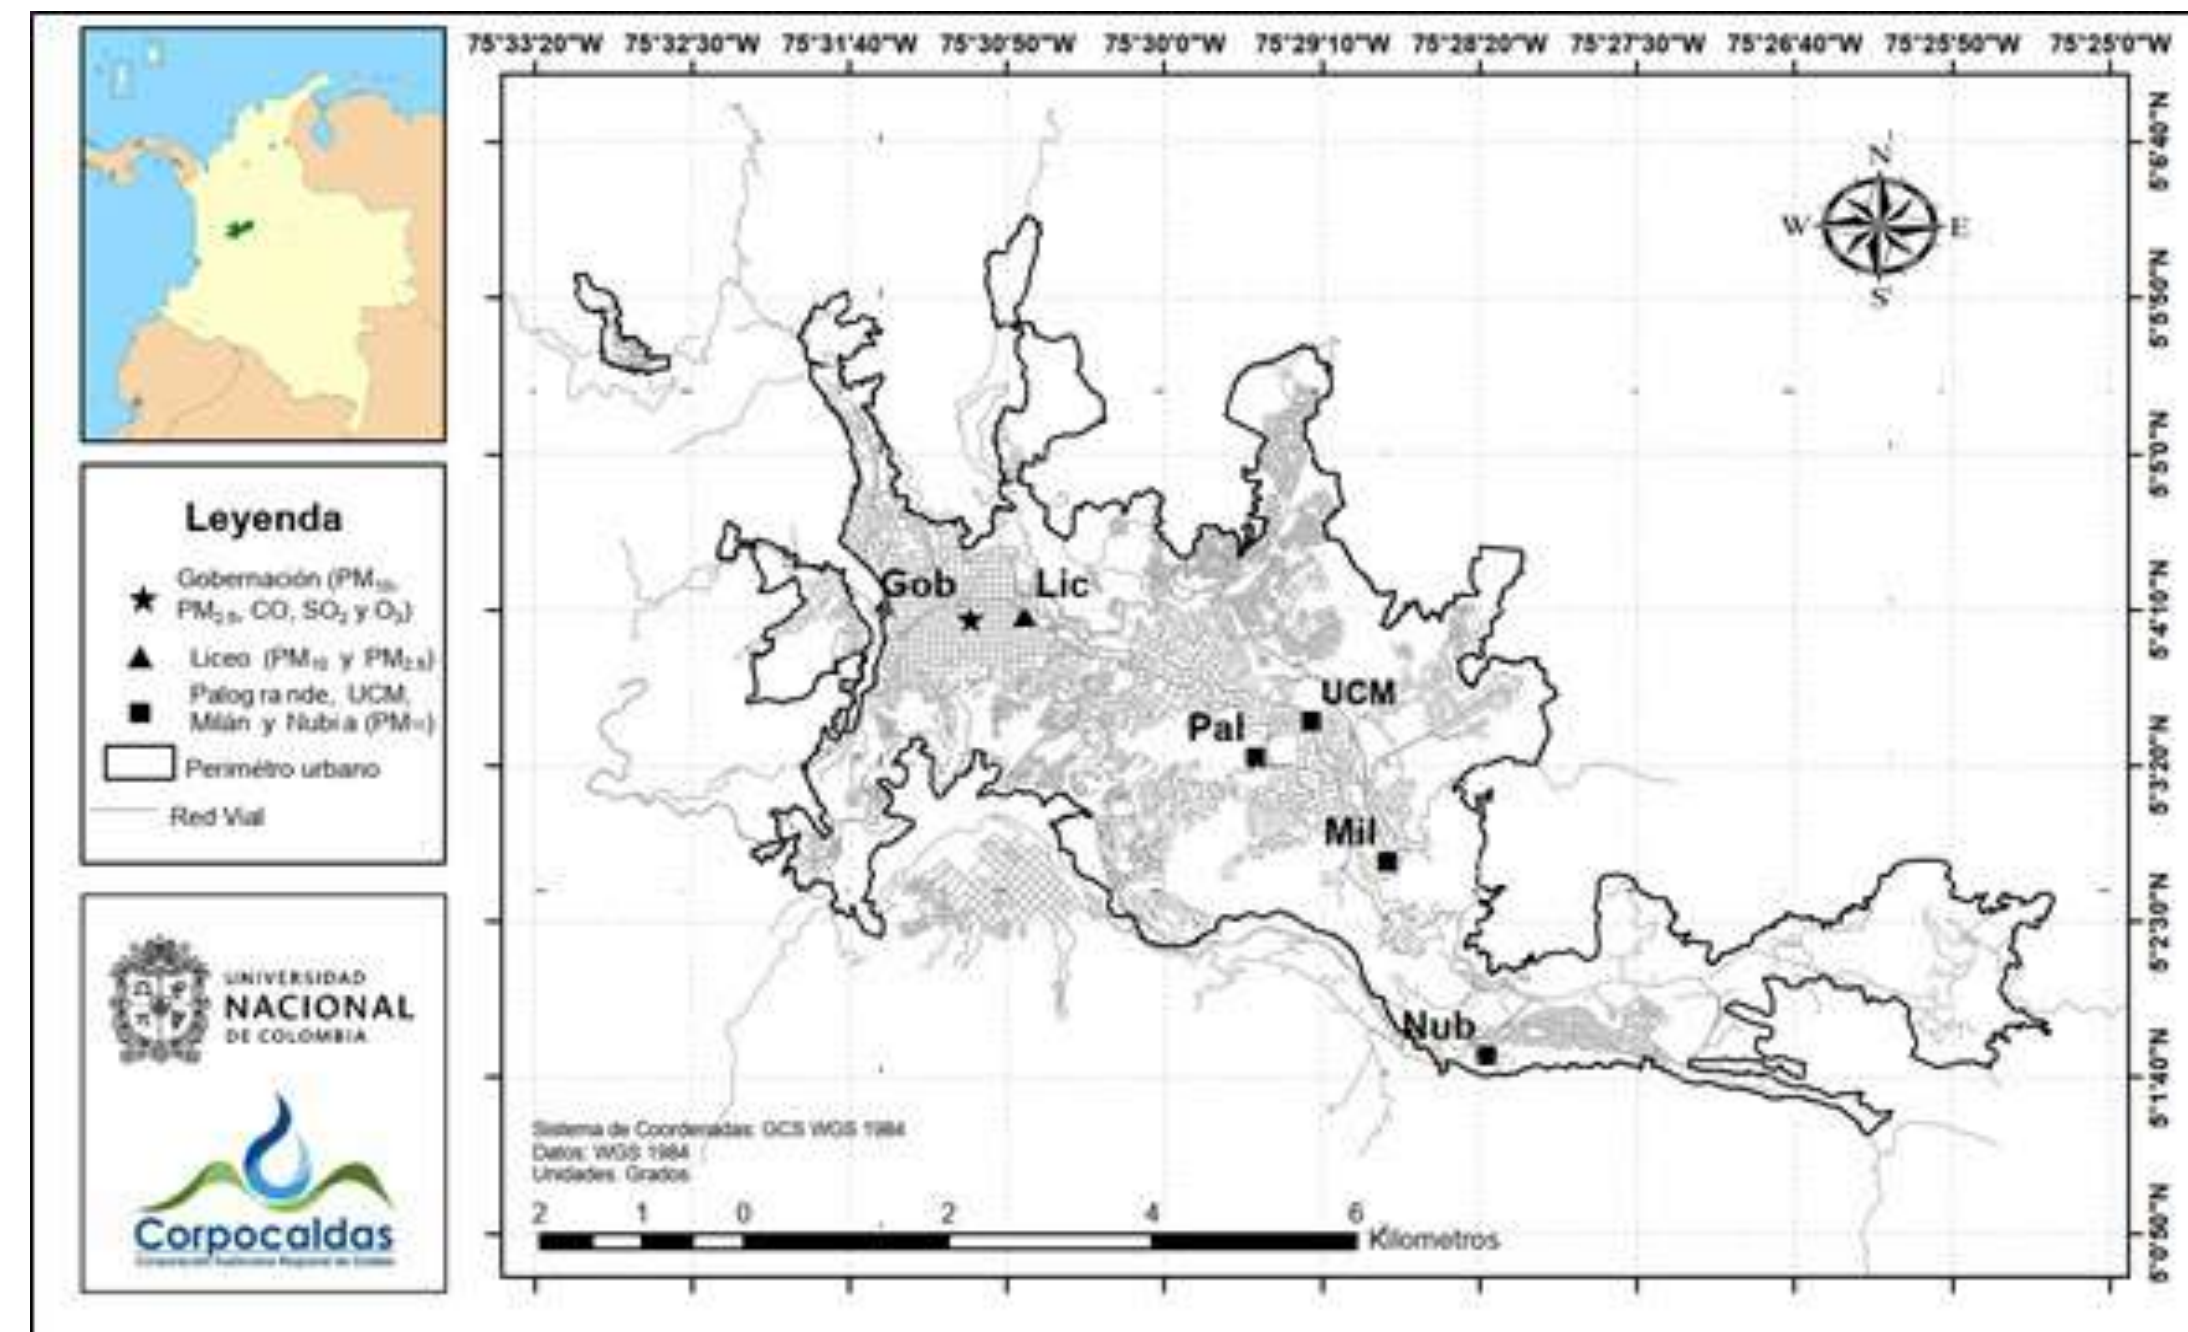 75°33'20"W 75°32'30"W 75°31'40"W 75°30'50"W 75°30'0"W 75°29'10"W 75°28'20"W 75°27'30"W 75°26'40"W 75°25'50"W 75°25'0"W
N
W E
S
5°6'40"N
5°5'50"N
5°5'0"N
5°4'10"N
5°3'20"N
5°2'30"N
5°1'40"N
5°0'50"N
Leyenda
Gobernación (PM₁₀,
PM₂.₅, CO, SO₂ y O₃)
Liceo (PM₁₀ y PM₂.₅)
Palogrande, UCM,
Milán y Nubia (PM₁₀)
Perimétro urbano
Red Vial
Gob
Lic
UCM
Pal
Mil
Nub
UNIVERSIDAD
NACIONAL
DE COLOMBIA
Corpocaldas
Sistema de Coordenadas: GCS WGS 1984
Datos: WGS 1984
Unidades: Grados
2 1 0 2 4 6
Kilometros